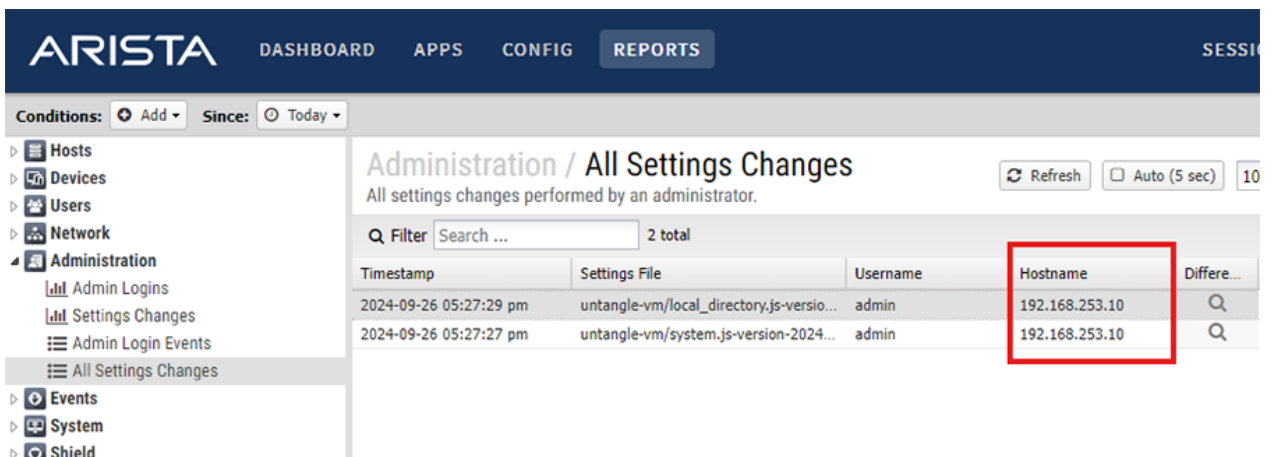 ARISTA DASHBOARD APPS CONFIG REPORTS SESSI
Conditions: Add Since: Today
Hosts
Devices
Users
Network
Administration
Admin Logins
Settings Changes
Admin Login Events
All Settings Changes
Events
System
Shield
Administration / All Settings Changes
All settings changes performed by an administrator.
Refresh Auto (5 sec) 10
Filter Search ... 2 total
Timestamp Settings File Username Hostname Differe...
2024-09-26 05:27:29 pm untangle-vm/local_directory.js-versio... admin 192.168.253.10
2024-09-26 05:27:27 pm untangle-vm/system.js-version-2024... admin 192.168.253.10